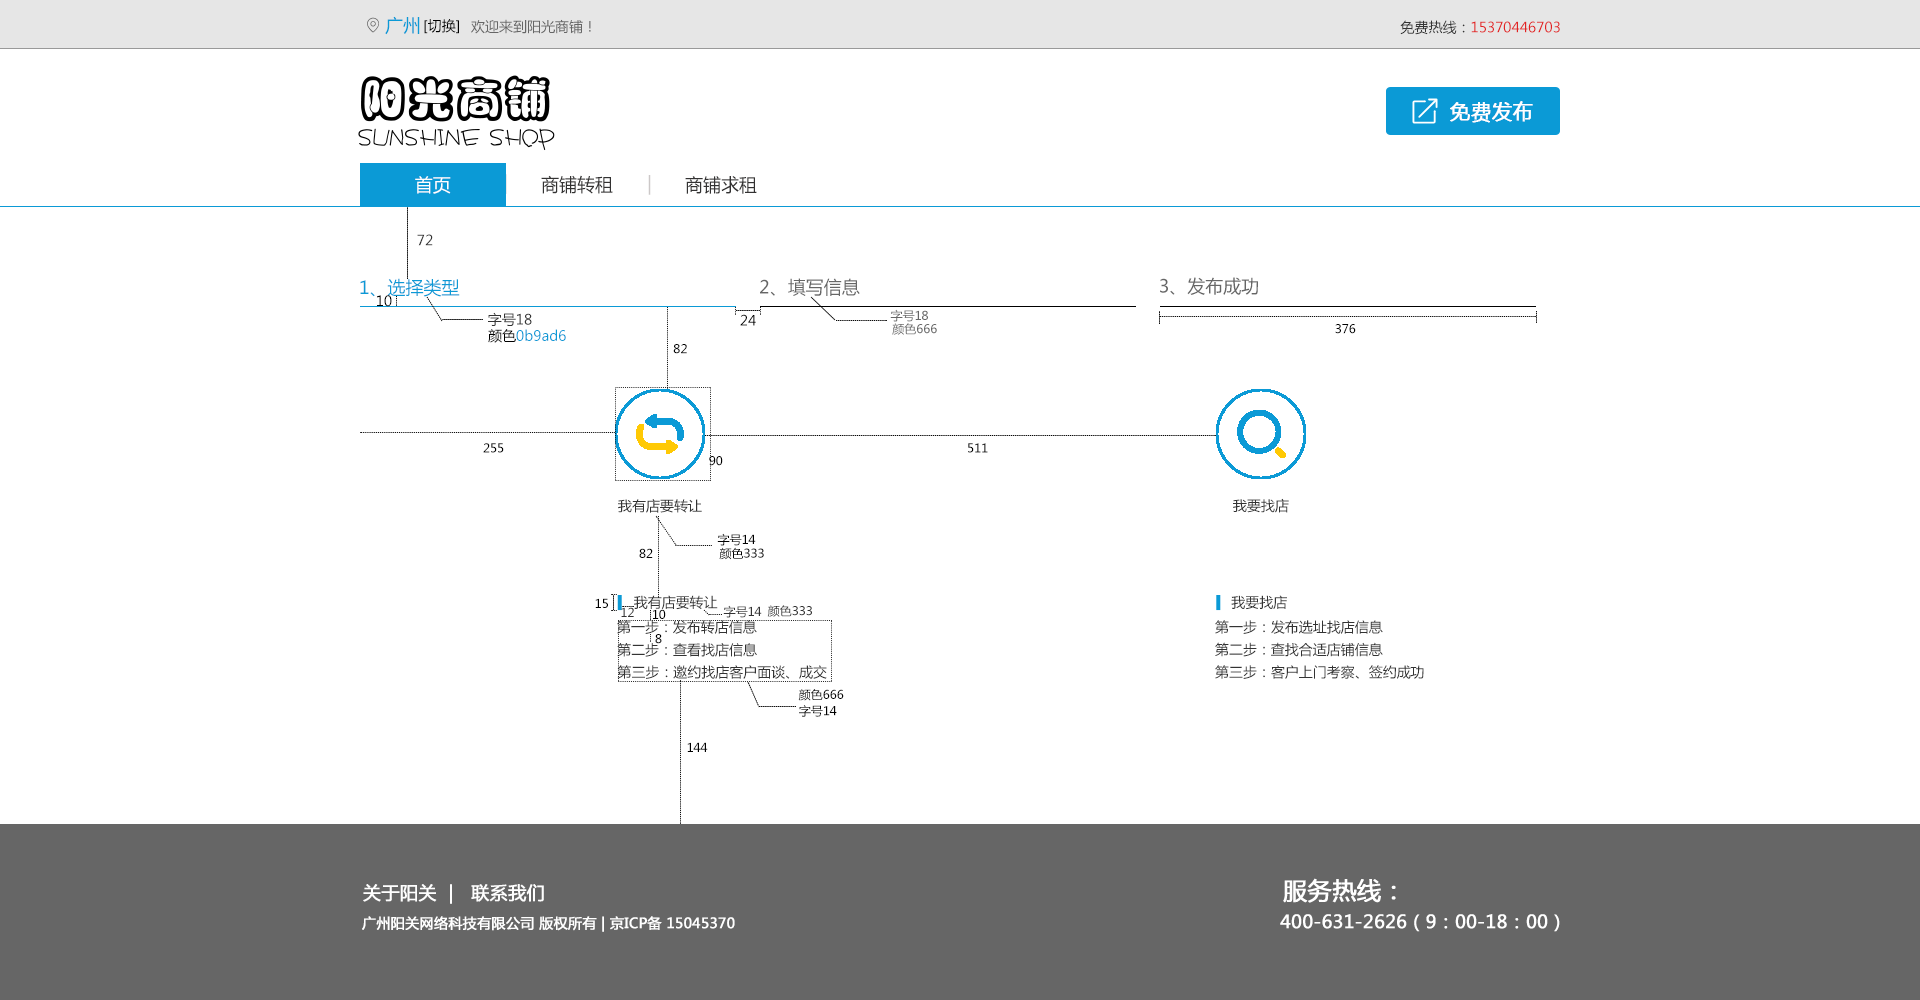 广州 [切换] 欢迎来到阳光商铺！
免费热线：15370446703
阳光商铺
SUNSHINE SHOP
免费发布
首页
商铺转租
商铺求租
72
1、选择类型
2、填写信息
3、发布成功
10
字号18
颜色0b9ad6
24
字号18
颜色666
376
82
255
90
511
我有店要转让
我要找店
字号14
颜色333
82
15
我有店要转让
我要找店
12
10
字号14 颜色333
第一步：发布转店信息
第一步：发布选址找店信息
8
第二步：查看找店信息
第二步：查找合适店铺信息
第三步：邀约找店客户面谈、成交
第三步：客户上门考察、签约成功
颜色666
字号14
144
关于阳关 | 联系我们
广州阳关网络科技有限公司 版权所有 | 京ICP备 15045370
服务热线：
400-631-2626（9：00-18：00）